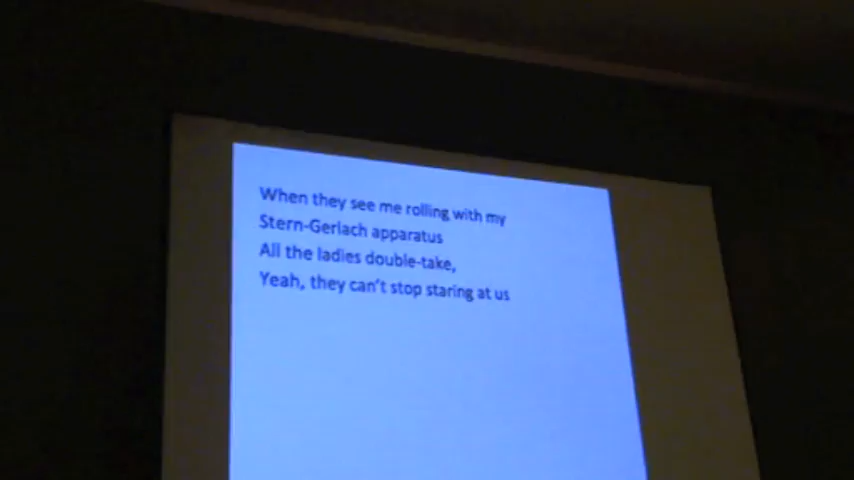 When they see me rolling with my
Stern-Gerlach apparatus
All the ladies double-take,
Yeah, they can't stop staring at us